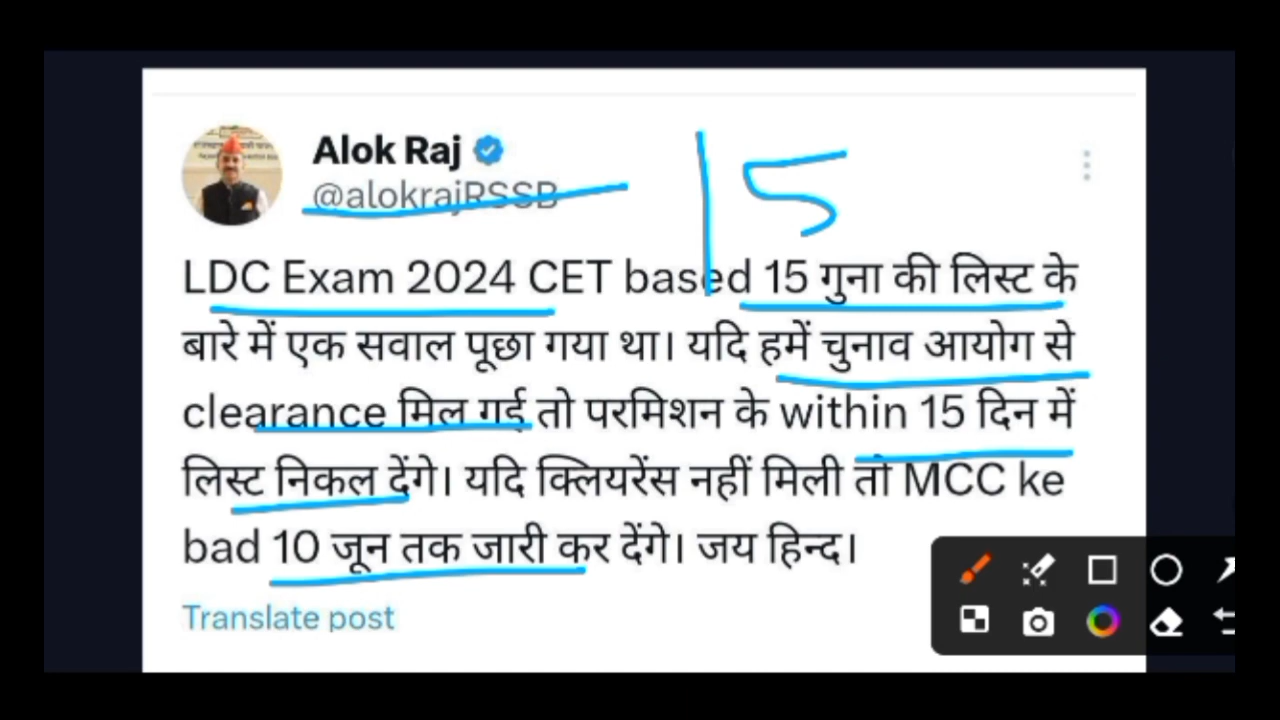 Alok Raj
@alokrajRSSB
15
LDC Exam 2024 CET based 15 गुना की लिस्ट के
बारे में एक सवाल पूछा गया था। यदि हमें चुनाव आयोग से
clearance मिल गई तो परमिशन के within 15 दिन में
लिस्ट निकल देंगे। यदि क्लियरेंस नहीं मिली तो MCC ke
bad 10 जून तक जारी कर देंगे। जय हिन्द।
Translate post